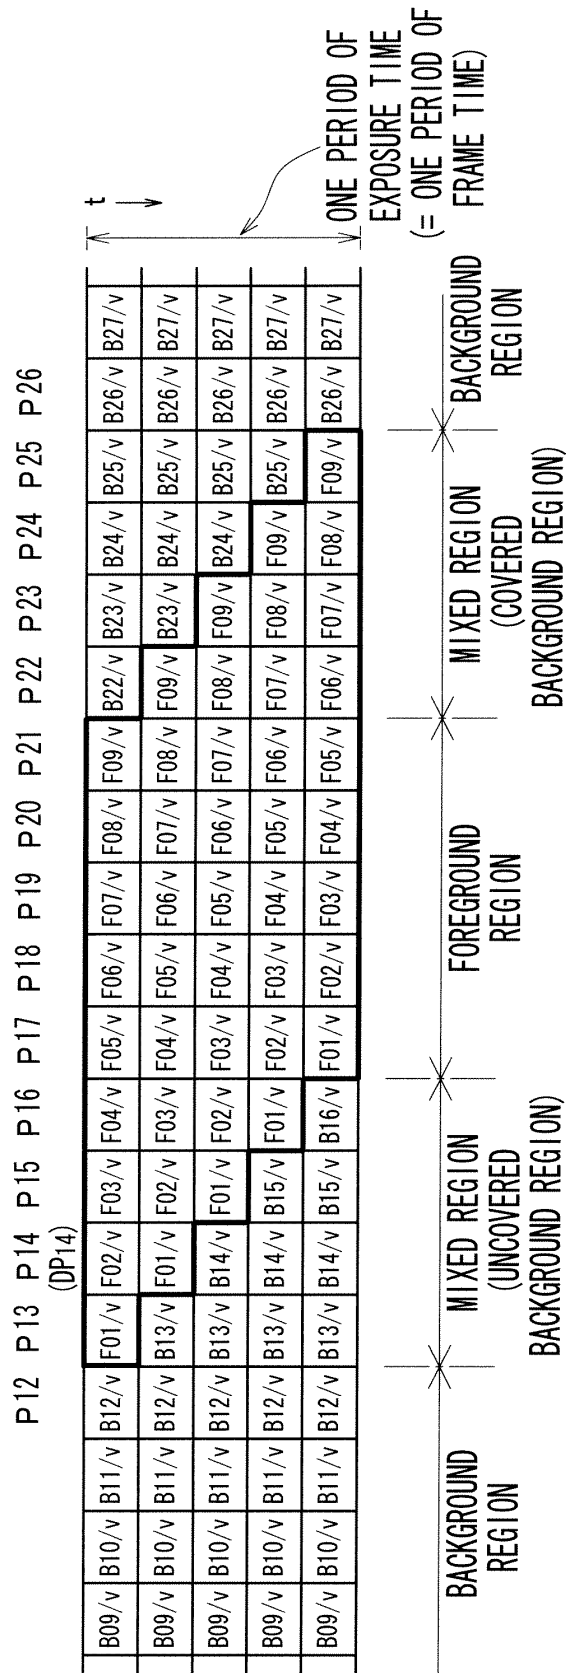 P12 P13 P14 P15 P16 P17 P18 P19 P20 P21 P22 P23 P24 P25 P26
(DP14)
t
B09/v B10/v B11/v B12/v F01/v F02/v F03/v F04/v F05/v F06/v F07/v F08/v F09/v B22/v B23/v B24/v B25/v B26/v B27/v
B09/v B10/v B11/v B12/v B13/v F01/v F02/v F03/v F04/v F05/v F06/v F07/v F08/v F09/v B23/v B24/v B25/v B26/v B27/v
B09/v B10/v B11/v B12/v B13/v B14/v F01/v F02/v F03/v F04/v F05/v F06/v F07/v F08/v F09/v B24/v B25/v B26/v B27/v
B09/v B10/v B11/v B12/v B13/v B14/v B15/v F01/v F02/v F03/v F04/v F05/v F06/v F07/v F08/v F09/v B25/v B26/v B27/v
B09/v B10/v B11/v B12/v B13/v B14/v B15/v B16/v F01/v F02/v F03/v F04/v F05/v F06/v F07/v F08/v F09/v B26/v B27/v
ONE PERIOD OF
EXPOSURE TIME
(= ONE PERIOD OF
FRAME TIME)
BACKGROUND
REGION
MIXED REGION
(UNCOVERED
BACKGROUND REGION)
FOREGROUND
REGION
MIXED REGION
(COVERED
BACKGROUND REGION)
BACKGROUND
REGION